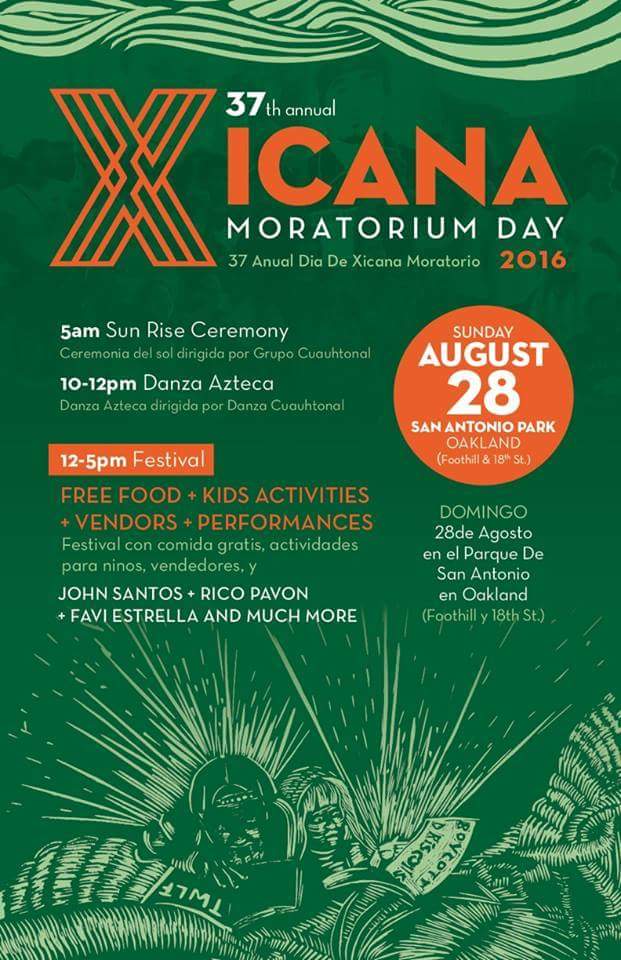 37th annual
XICANA
MORATORIUM DAY
37 Anual Dia De Xicana Moratorio 2016
5am Sun Rise Ceremony
Ceremonia del sol dirigida por Grupo Cuauhtonal
10-12pm Danza Azteca
Danza Azteca dirigida por Danza Cuauhtonal
12-5pm Festival
FREE FOOD + KIDS ACTIVITIES
+ VENDORS + PERFORMANCES
Festival con comida gratis, actividades
para ninos, vendedores, y
JOHN SANTOS + RICO PAVON
+ FAVI ESTRELLA AND MUCH MORE
SUNDAY
AUGUST
28
SAN ANTONIO PARK
OAKLAND
(Foothill & 18th St.)
DOMINGO
28de Agosto
en el Parque De
San Antonio
en Oakland
(Foothill y 18th St.)
TWLF
BOYCOTT